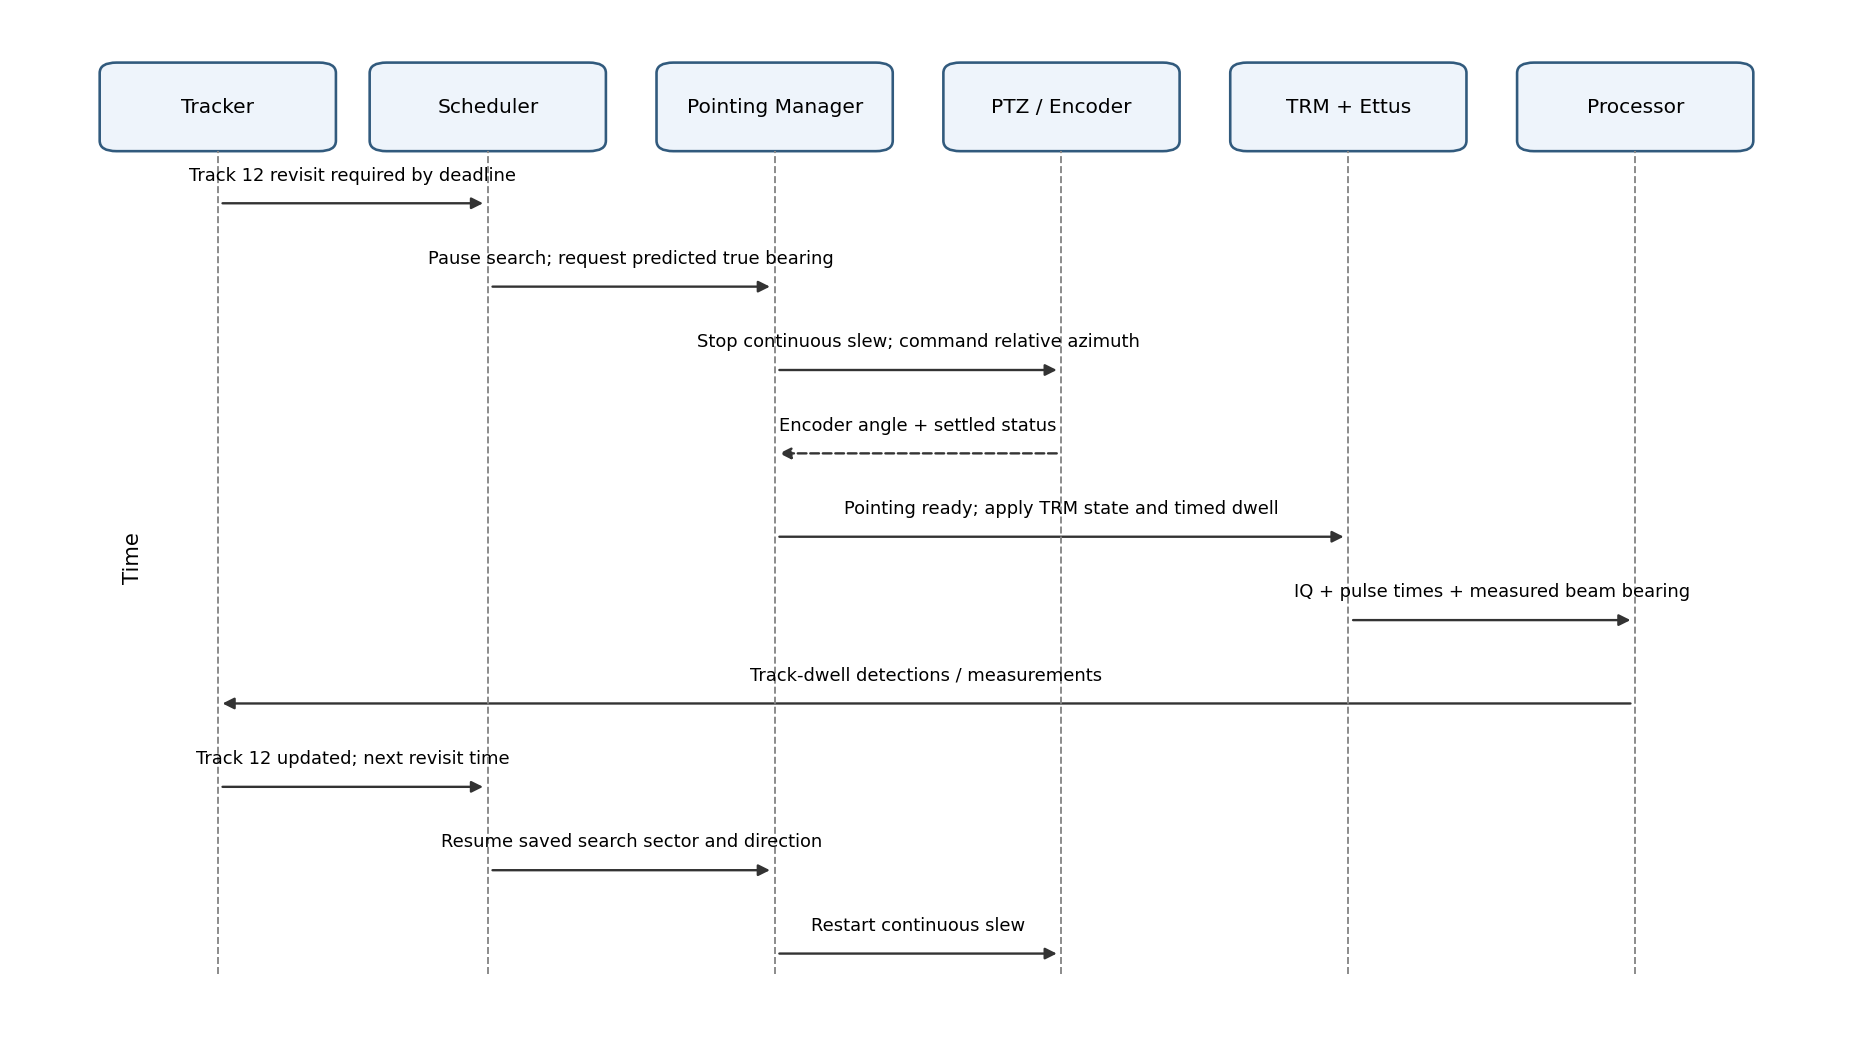 Tracker
Scheduler
Pointing Manager
PTZ / Encoder
TRM + Ettus
Processor
Track 12 revisit required by deadline
Pause search; request predicted true bearing
Stop continuous slew; command relative azimuth
Encoder angle + settled status
Pointing ready; apply TRM state and timed dwell
Time
IQ + pulse times + measured beam bearing
Track-dwell detections / measurements
Track 12 updated; next revisit time
Resume saved search sector and direction
Restart continuous slew